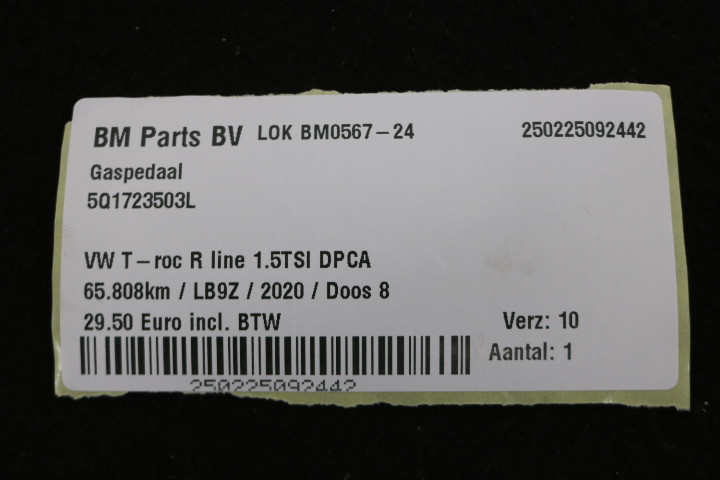 BM Parts BV LOK BM0567-24 250225092442
Gaspedaal
5Q1723503L
VW T-roc R line 1.5TSI DPCA
65.808km / LB9Z / 2020 / Doos 8
29.50 Euro incl. BTW Verz: 10
Aantal: 1
250225092442